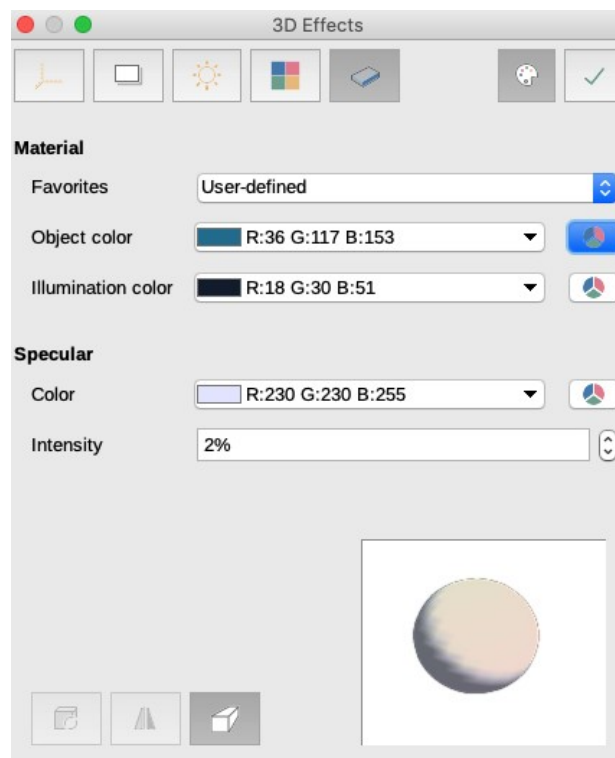 3D Effects
Material
Favorites User-defined
Object color R:36 G:117 B:153
Illumination color R:18 G:30 B:51
Specular
Color R:230 G:230 B:255
Intensity 2%